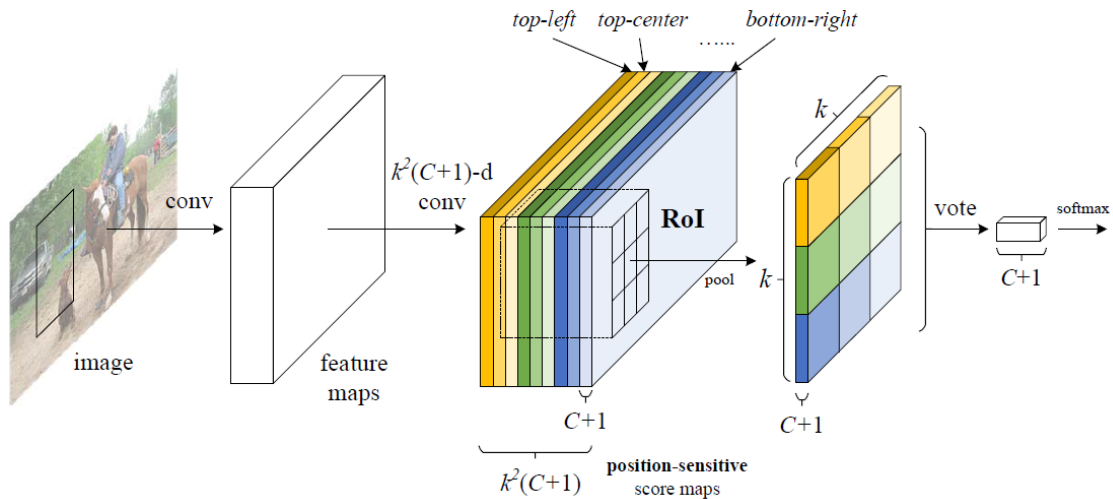 top-left top-center bottom-right
…...
k
k²(C+1)-d
conv
conv
RoI
vote
softmax
pool
k
C+1
image
feature
maps
C+1
C+1
k²(C+1)
position-sensitive
score maps